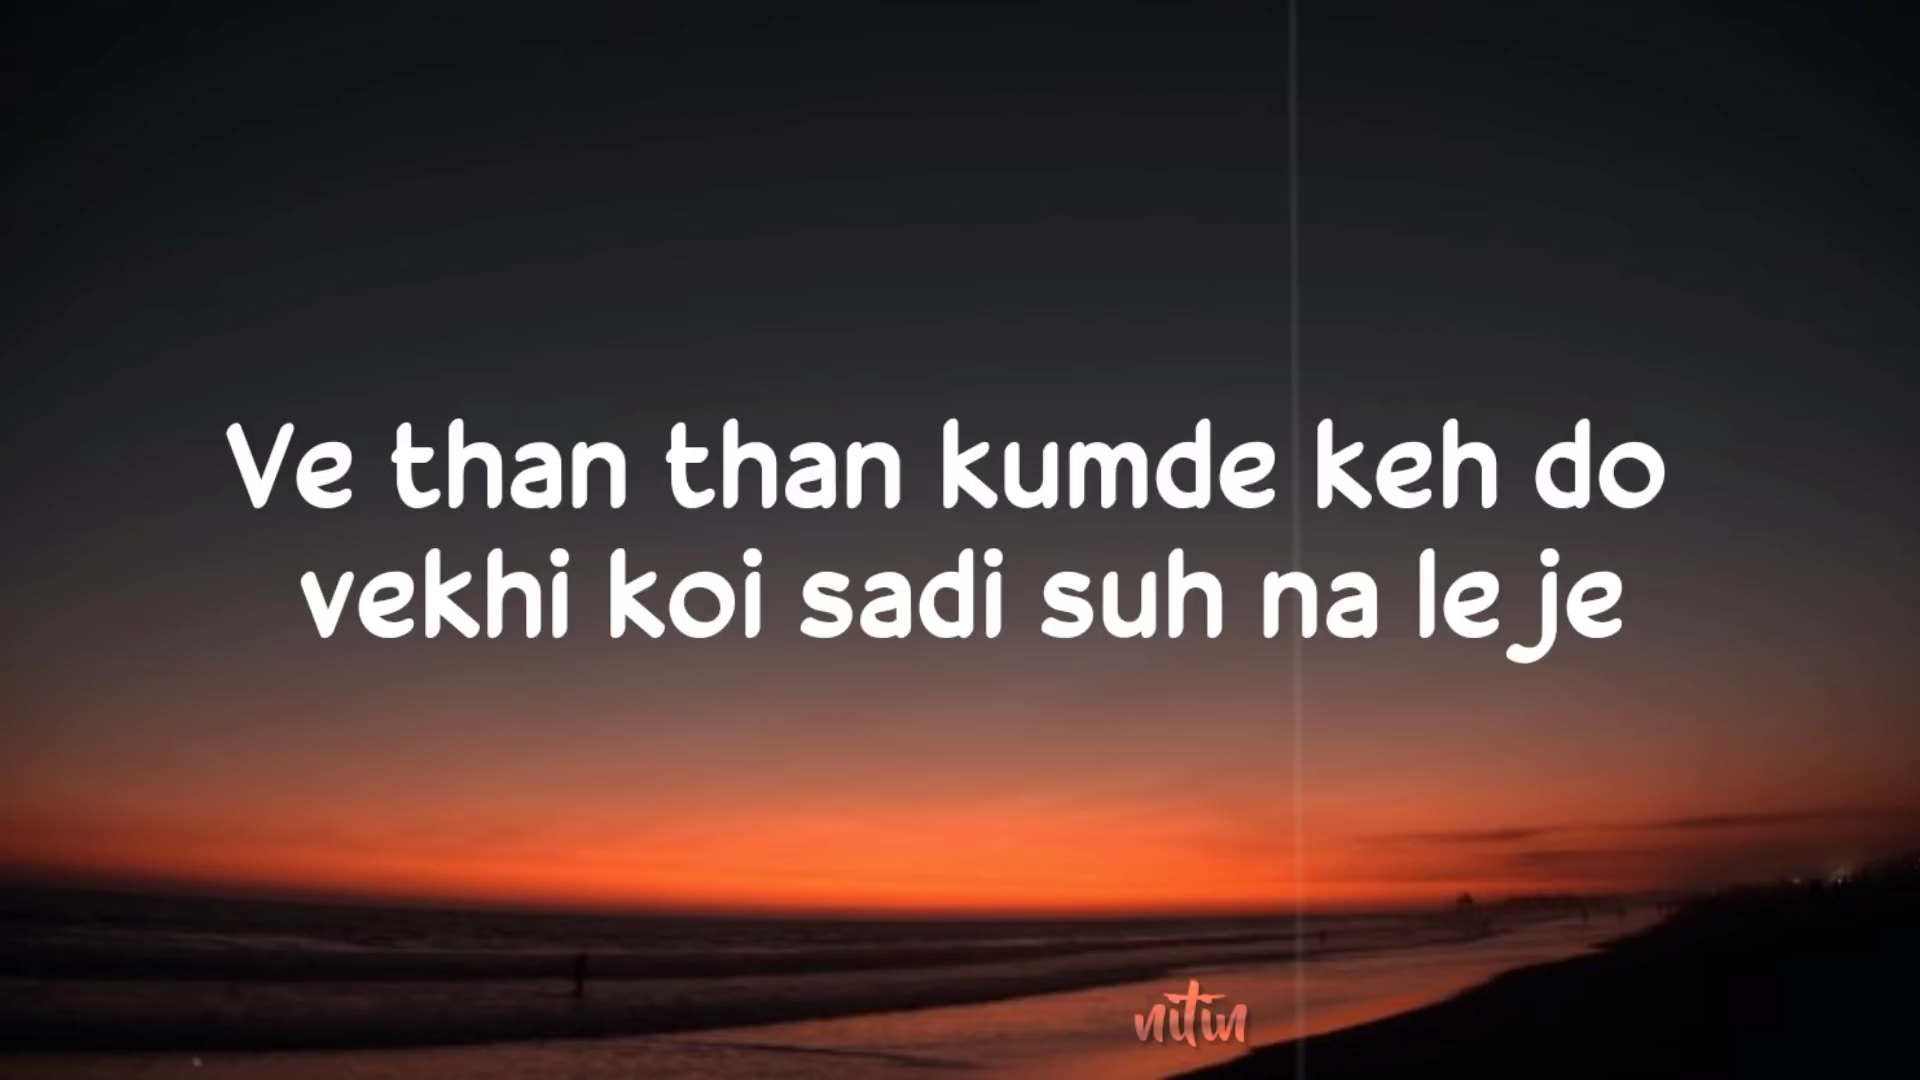 Ve than than kumde keh do
vekhi koi sadi suh na le je
nitin